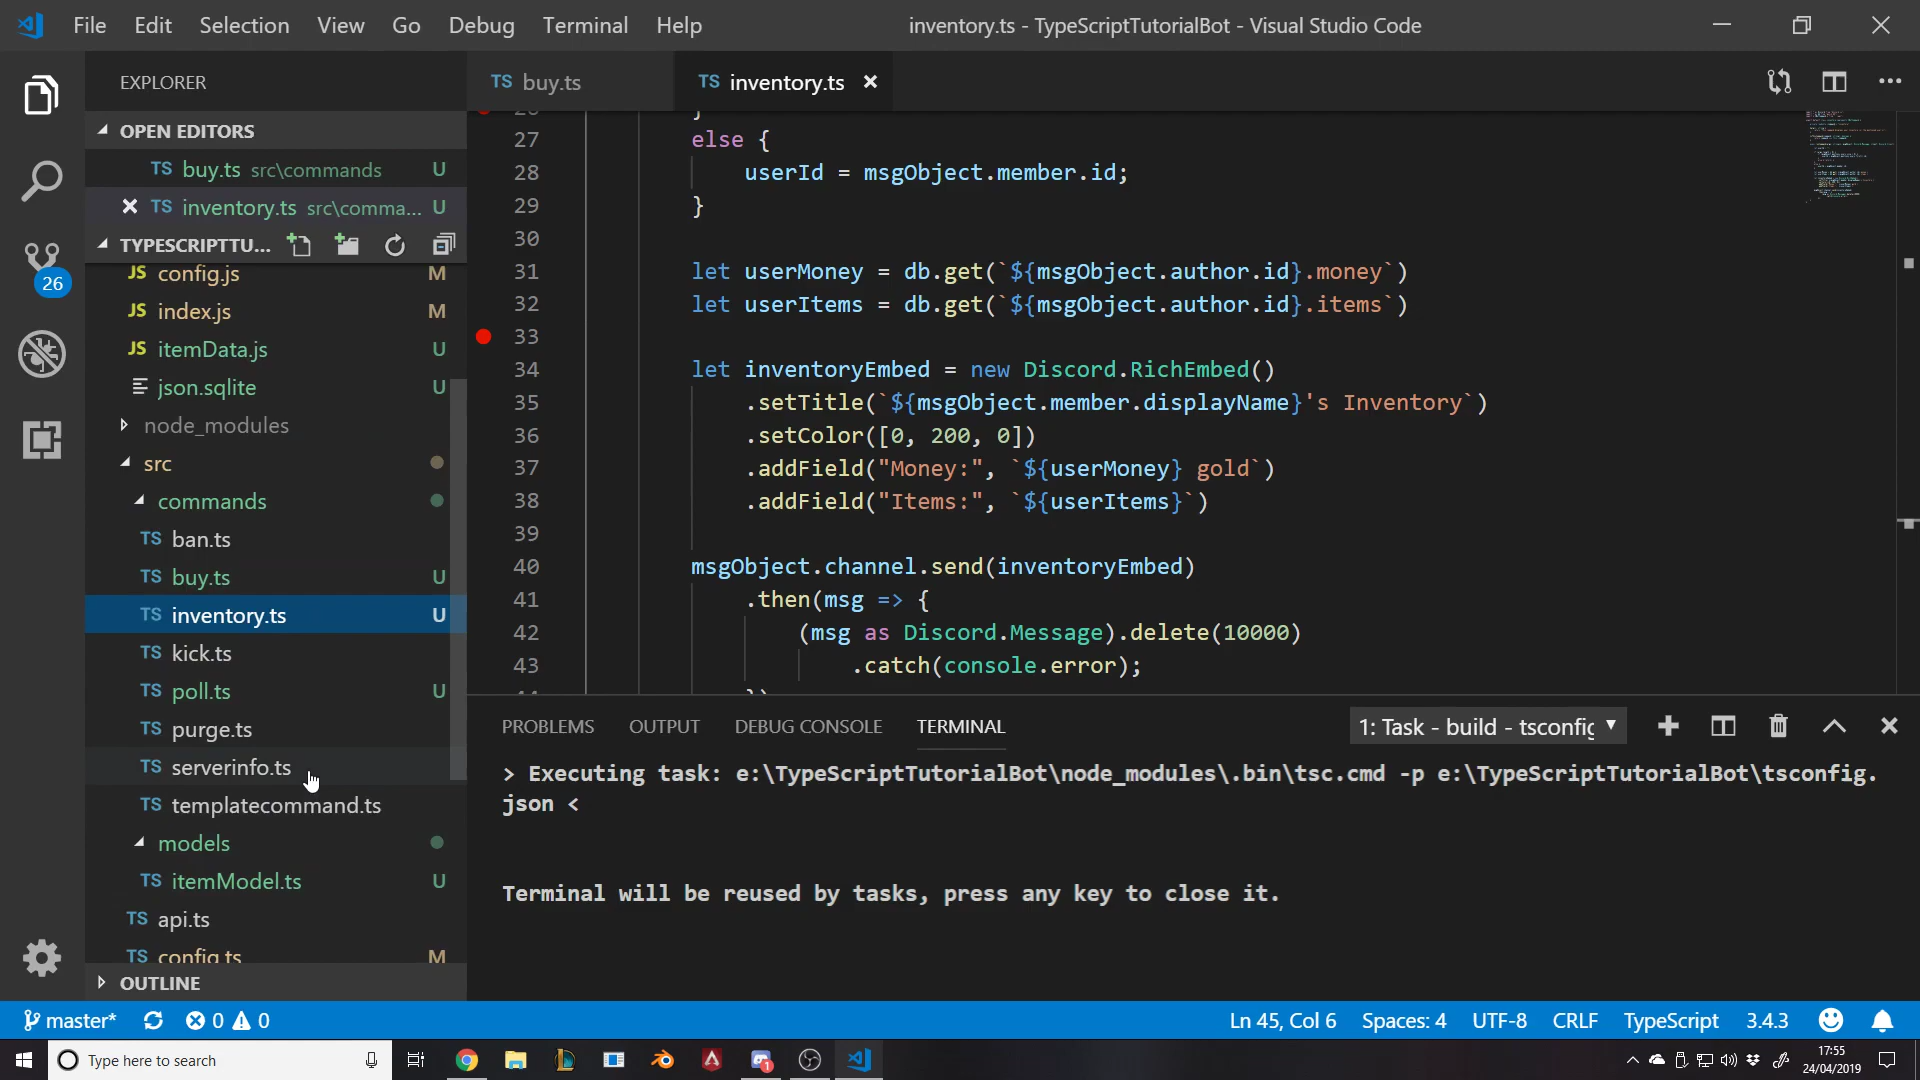 File Edit Selection View Go Debug Terminal Help inventory.ts - TypeScriptTutorialBot - Visual Studio Code
EXPLORER
OPEN EDITORS
TS buy.ts src\commands U
TS inventory.ts src\comma... U
TYPESCRIPTTU...
26
JS config.js M
JS index.js M
JS itemData.js U
json.sqlite U
node_modules
src
commands
TS ban.ts
TS buy.ts U
TS inventory.ts U
TS kick.ts
TS poll.ts U
TS purge.ts
TS serverinfo.ts
TS templatecommand.ts
models
TS itemModel.ts U
TS api.ts
TS config.ts M
OUTLINE
TS buy.ts TS inventory.ts
26 }
27 else {
28 userId = msgObject.member.id;
29 }
30
31 let userMoney = db.get(`${msgObject.author.id}.money`)
32 let userItems = db.get(`${msgObject.author.id}.items`)
33
34 let inventoryEmbed = new Discord.RichEmbed()
35 .setTitle(`${msgObject.member.displayName}'s Inventory`)
36 .setColor([0, 200, 0])
37 .addField("Money:", `${userMoney} gold`)
38 .addField("Items:", `${userItems}`)
39
40 msgObject.channel.send(inventoryEmbed)
41 .then(msg => {
42 (msg as Discord.Message).delete(10000)
43 .catch(console.error);
44 })
PROBLEMS OUTPUT DEBUG CONSOLE TERMINAL 1: Task - build - tsconfig
> Executing task: e:\TypeScriptTutorialBot\node_modules\.bin\tsc.cmd -p e:\TypeScriptTutorialBot\tsconfig.
json <
Terminal will be reused by tasks, press any key to close it.
master* 0 0 Ln 45, Col 6 Spaces: 4 UTF-8 CRLF TypeScript 3.4.3
Type here to search 1 17:55
24/04/2019